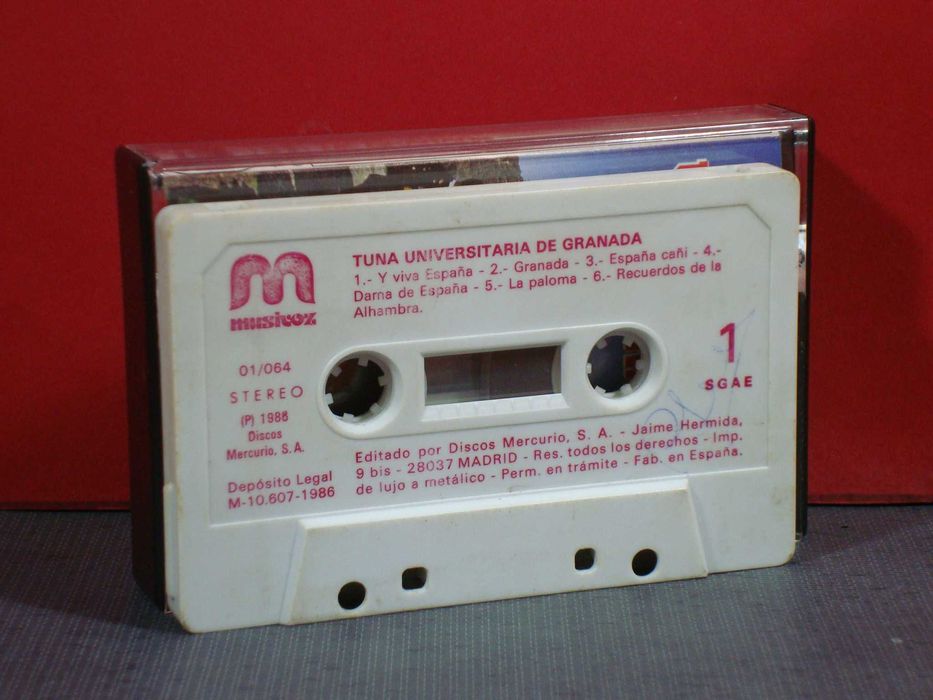 TUNA UNIVERSITARIA DE GRANADA
1.- Y viva España - 2.- Granada - 3.- España cañi - 4.-
Dama de España - 5.- La paloma - 6.- Recuerdos de la
Alhambra.
musivoz
01/064
STEREO
(P) 1986
Discos
Mercurio, S.A.
Depósito Legal
M-10.607-1986
1
SGAE
Editado por Discos Mercurio, S. A. - Jaime Hermida,
9 bis - 28037 MADRID - Res. todos los derechos - Imp.
de lujo a metálico - Perm. en trámite - Fab. en España.